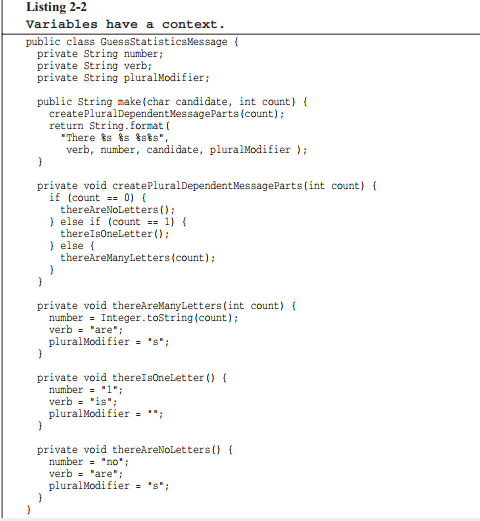 Listing 2-2
Variables have a context.
public class GuessStatisticsMessage {
private String number;
private String verb;
private String pluralModifier;
public String make(char candidate, int count) {
createPluralDependentMessageParts(count);
return String.format(
"There %s %s %s%s",
verb, number, candidate, pluralModifier );
}
private void createPluralDependentMessageParts(int count) {
if (count == 0) {
thereAreNoLetters();
} else if (count == 1) {
thereIsOneLetter();
} else {
thereAreManyLetters(count);
}
}
private void thereAreManyLetters(int count) {
number = Integer.toString(count);
verb = "are";
pluralModifier = "s";
}
private void thereIsOneLetter() {
number = "1";
verb = "is";
pluralModifier = "";
}
private void thereAreNoLetters() {
number = "no";
verb = "are";
pluralModifier = "s";
}
}